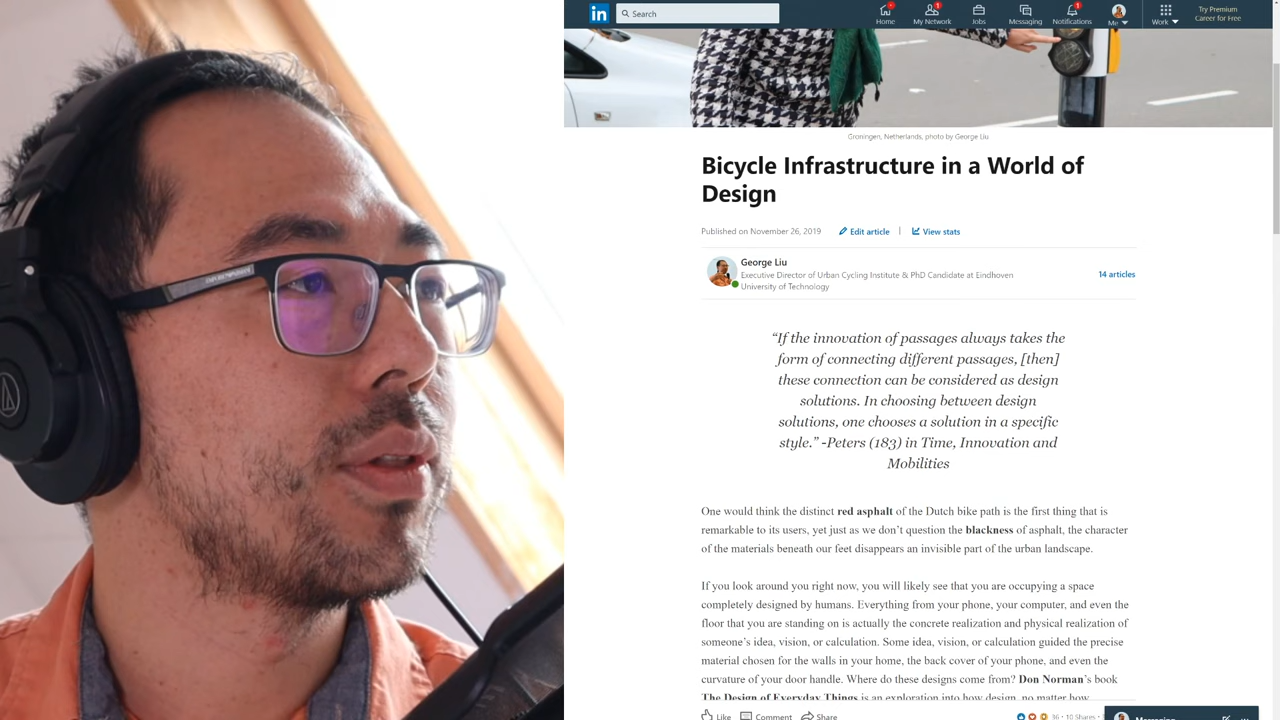 in Search
Home My Network Jobs Messaging Notifications Me Work Try Premium
Career for Free
Groningen, Netherlands, photo by George Liu
Bicycle Infrastructure in a World of
Design
Published on November 26, 2019 Edit article | View stats
George Liu
Executive Director of Urban Cycling Institute & PhD Candidate at Eindhoven
University of Technology
14 articles
“If the innovation of passages always takes the
form of connecting different passages, [then]
these connection can be considered as design
solutions. In choosing between design
solutions, one chooses a solution in a specific
style.” -Peters (183) in Time, Innovation and
Mobilities
One would think the distinct red asphalt of the Dutch bike path is the first thing that is
remarkable to its users, yet just as we don’t question the blackness of asphalt, the character
of the materials beneath our feet disappears an invisible part of the urban landscape.
If you look around you right now, you will likely see that you are occupying a space
completely designed by humans. Everything from your phone, your computer, and even the
floor that you are standing on is actually the concrete realization and physical realization of
someone’s idea, vision, or calculation. Some idea, vision, or calculation guided the precise
material chosen for the walls in your home, the back cover of your phone, and even the
curvature of your door handle. Where do these designs come from? Don Norman’s book
The Design of Everyday Things is an exploration into how design, no matter how
Like Comment Share 36 · 10 Shares ·
Messaging